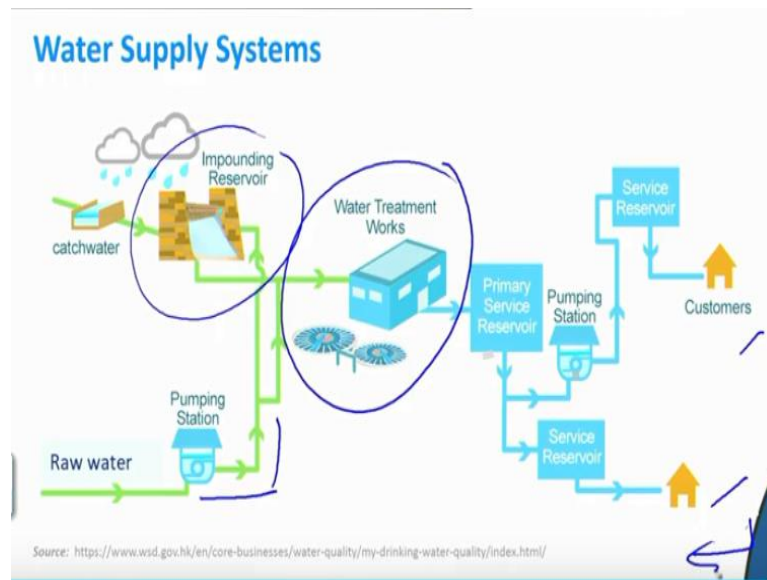 Water Supply Systems
Impounding
Reservoir
catchwater
Water Treatment
Works
Service
Reservoir
Primary
Service
Reservoir
Pumping
Station
Customers
Pumping
Station
Raw water
Service
Reservoir
Source: https://www.wsd.gov.hk/en/core-businesses/water-quality/my-drinking-water-quality/index.html/